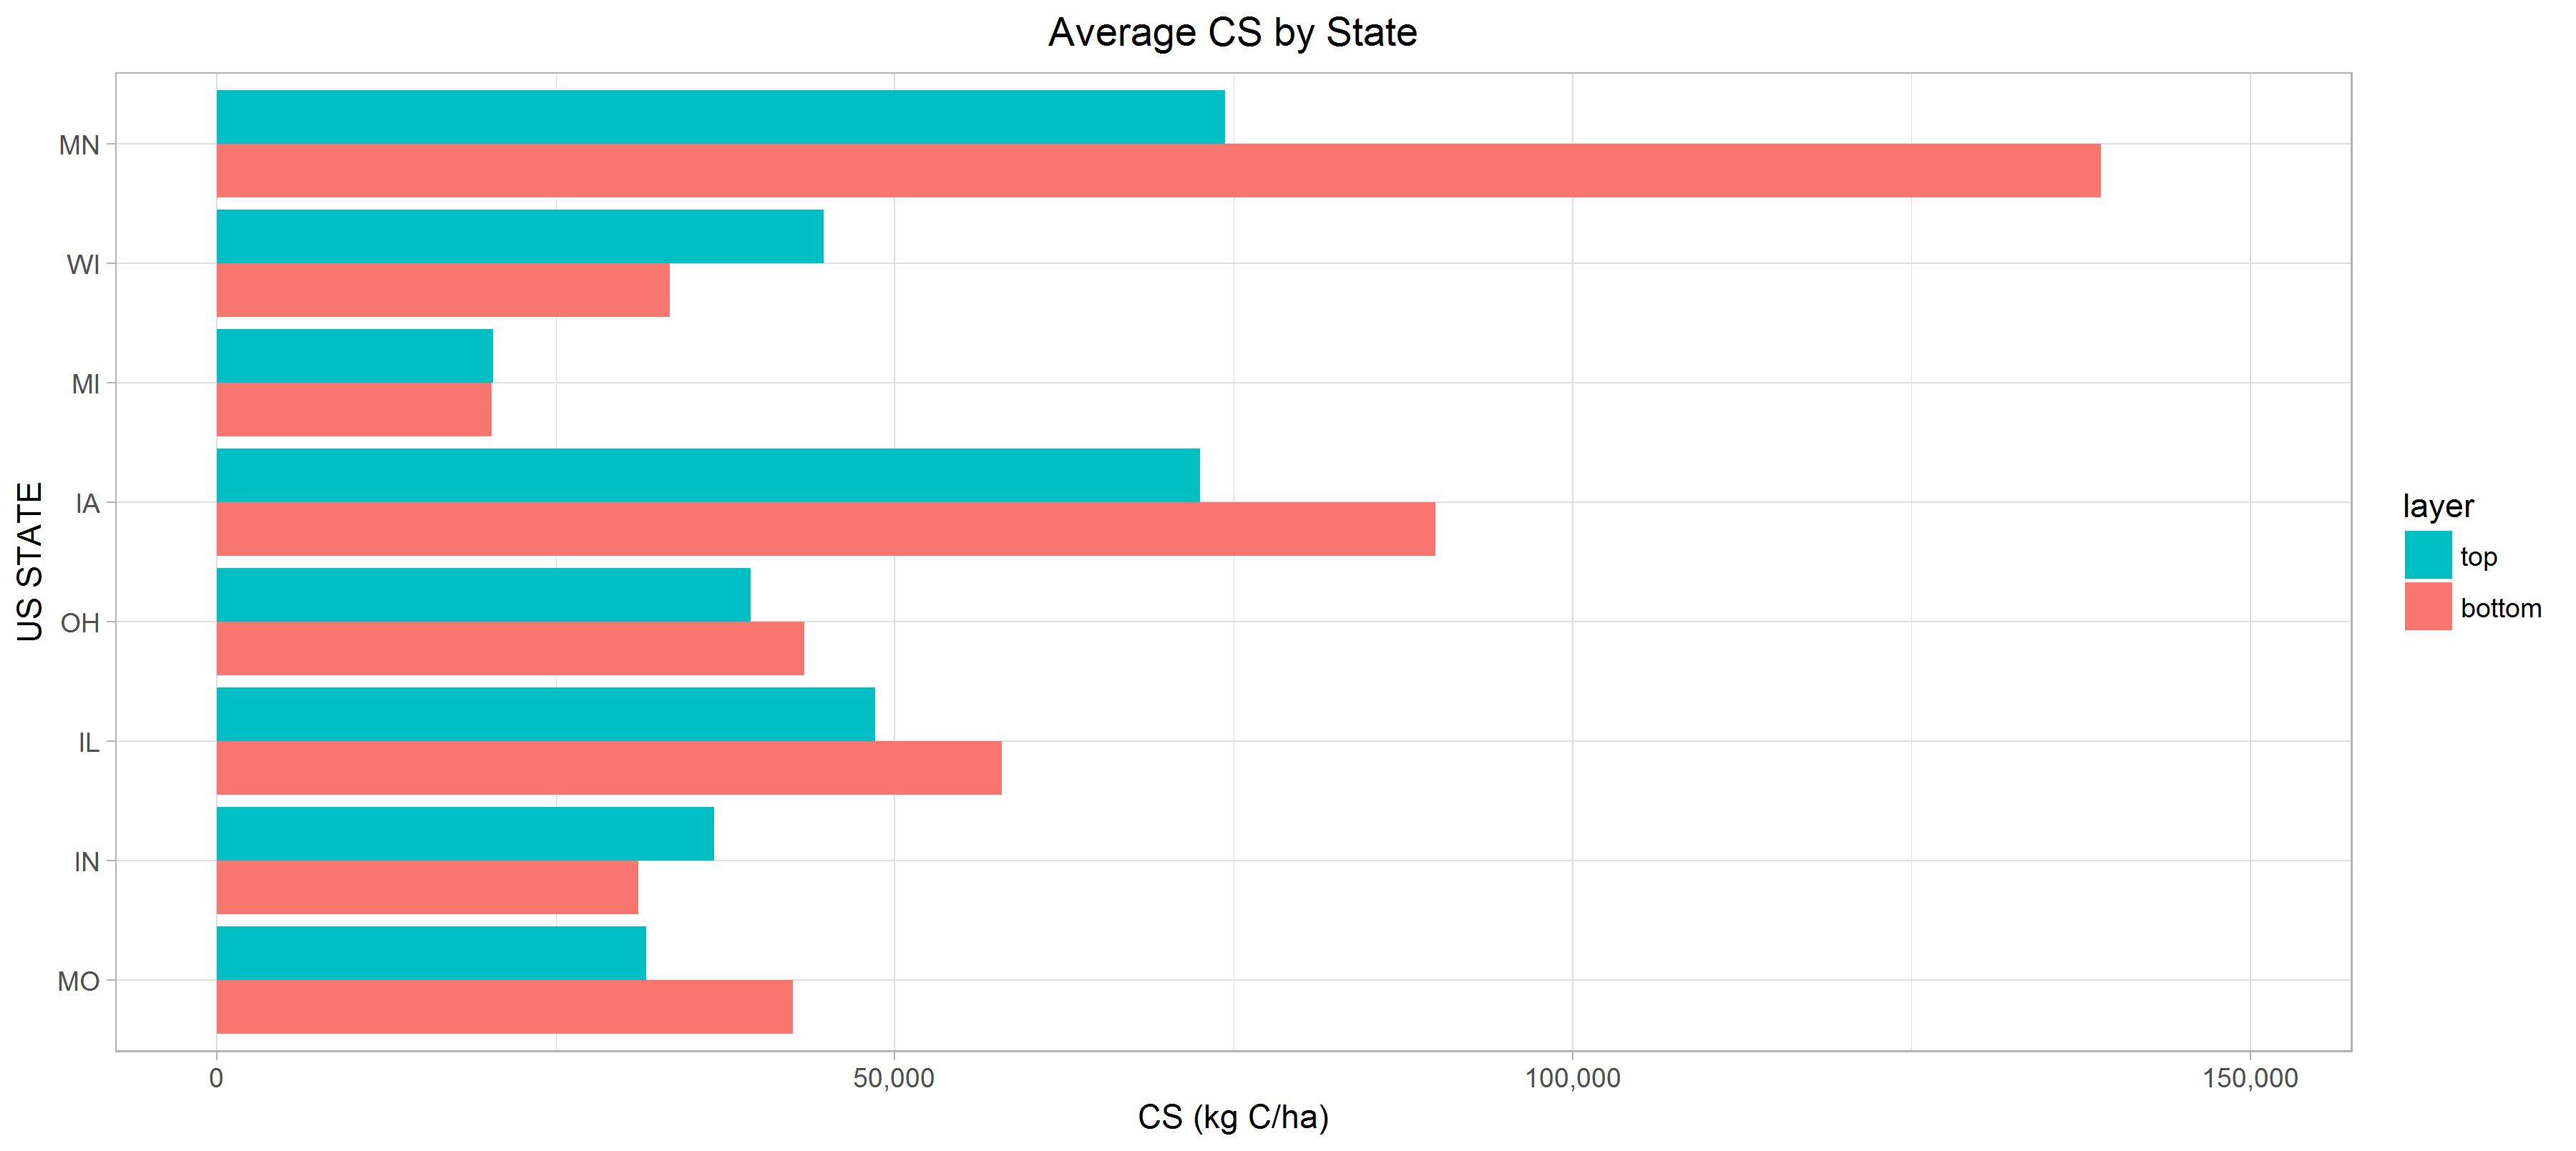 Average CS by State
US STATE
MN
WI
MI
IA
OH
IL
IN
MO
0 50,000 100,000 150,000
CS (kg C/ha)
layer
top
bottom